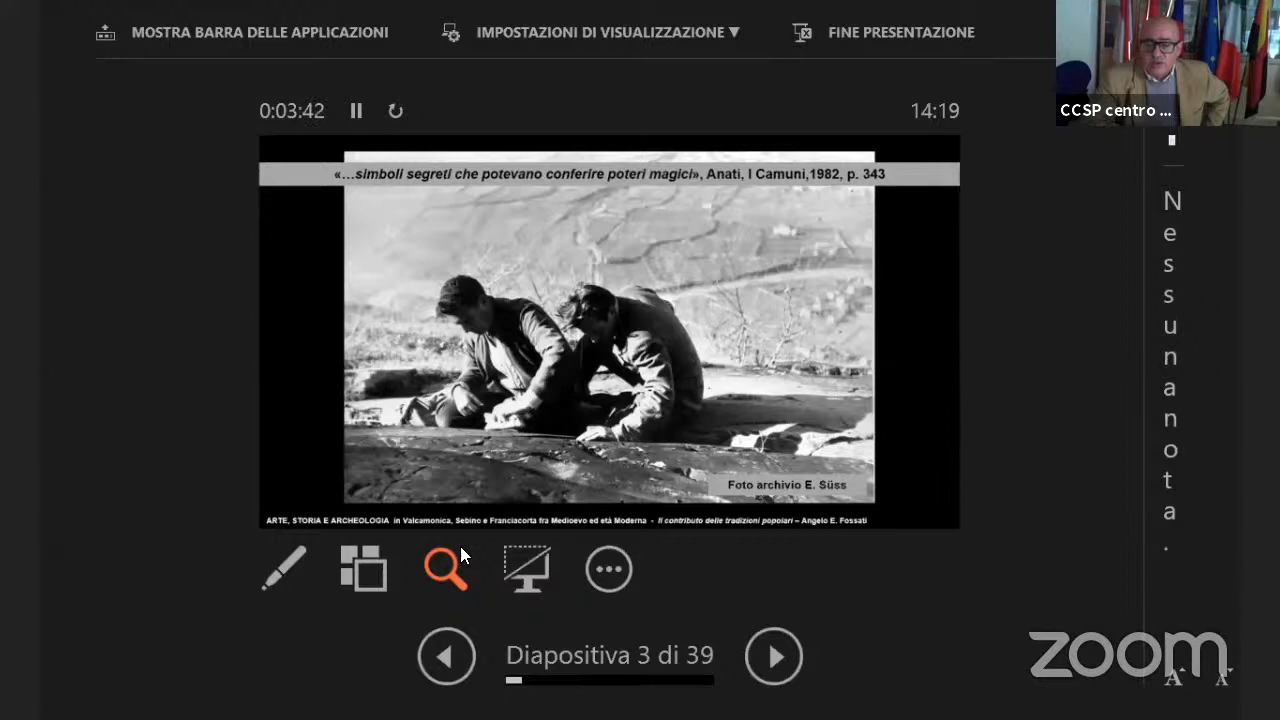 MOSTRA BARRA DELLE APPLICAZIONI
IMPOSTAZIONI DI VISUALIZZAZIONE ▼
FINE PRESENTAZIONE
CCSP centro ...
0:03:42
14:19
«…simboli segreti che potevano conferire poteri magici», Anati, I Camuni,1982, p. 343
Foto archivio E. Süss
ARTE, STORIA E ARCHEOLOGIA in Valcamonica, Sebino e Franciacorta fra Medioevo ed età Moderna - Il contributo delle tradizioni popolari – Angelo E. Fossati
Nessuna nota.
Diapositiva 3 di 39
zoom
A A